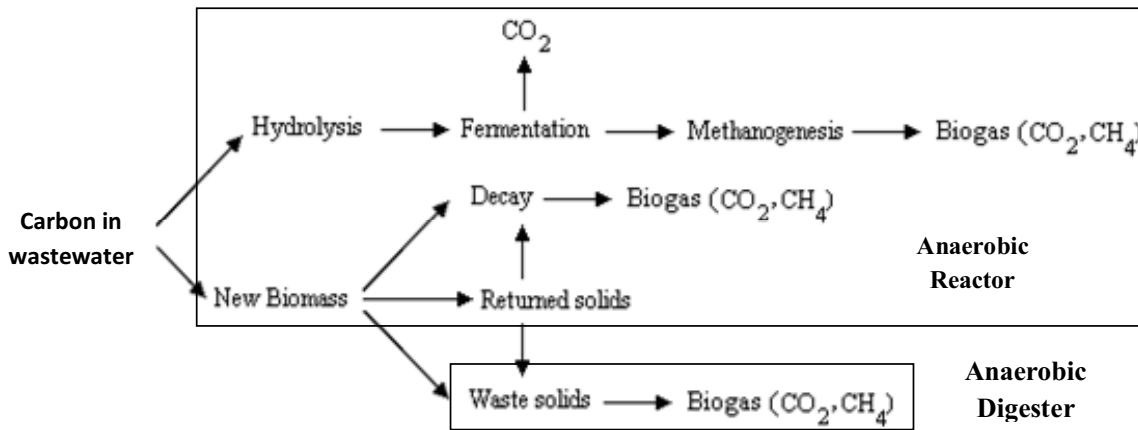 CO2
Hydrolysis Fermentation Methanogenesis Biogas (CO2,CH4)
Decay Biogas (CO2,CH4)
Carbon in
wastewater
Anaerobic
Reactor
New Biomass Returned solids
Waste solids Biogas (CO2,CH4)
Anaerobic
Digester